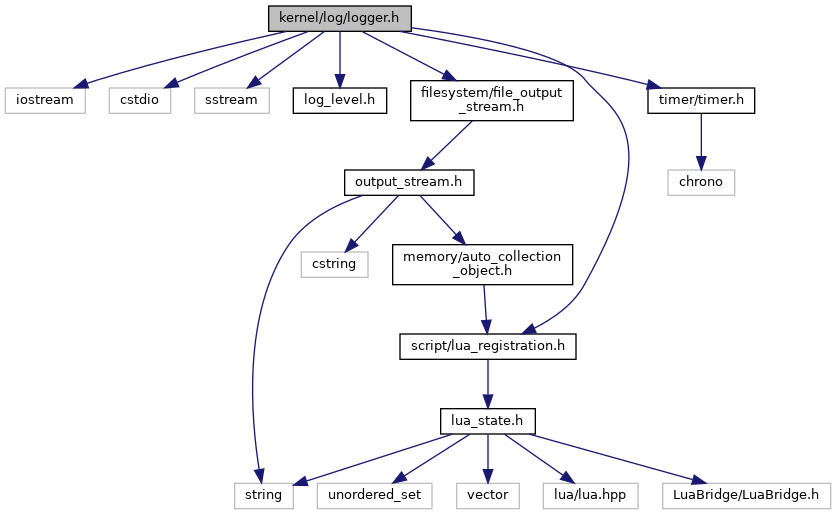 kernel/log/logger.h
iostream
cstdio
sstream
log_level.h
filesystem/file_output
_stream.h
timer/timer.h
output_stream.h
chrono
cstring
memory/auto_collection
_object.h
script/lua_registration.h
lua_state.h
string
unordered_set
vector
lua/lua.hpp
LuaBridge/LuaBridge.h